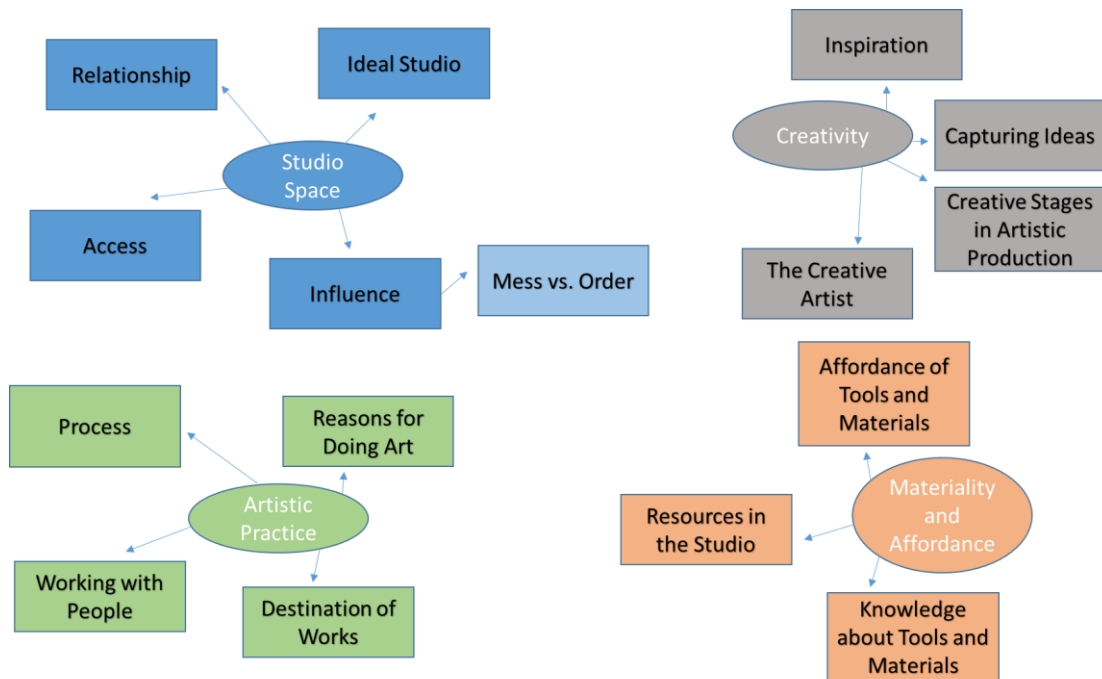 Relationship
Ideal Studio
Studio
Space
Access
Influence
Mess vs. Order
Inspiration
Creativity
Capturing Ideas
Creative Stages
in Artistic
Production
The Creative
Artist
Process
Reasons for
Doing Art
Artistic
Practice
Working with
People
Destination of
Works
Affordance of
Tools and
Materials
Materiality
and
Affordance
Resources in
the Studio
Knowledge
about Tools and
Materials